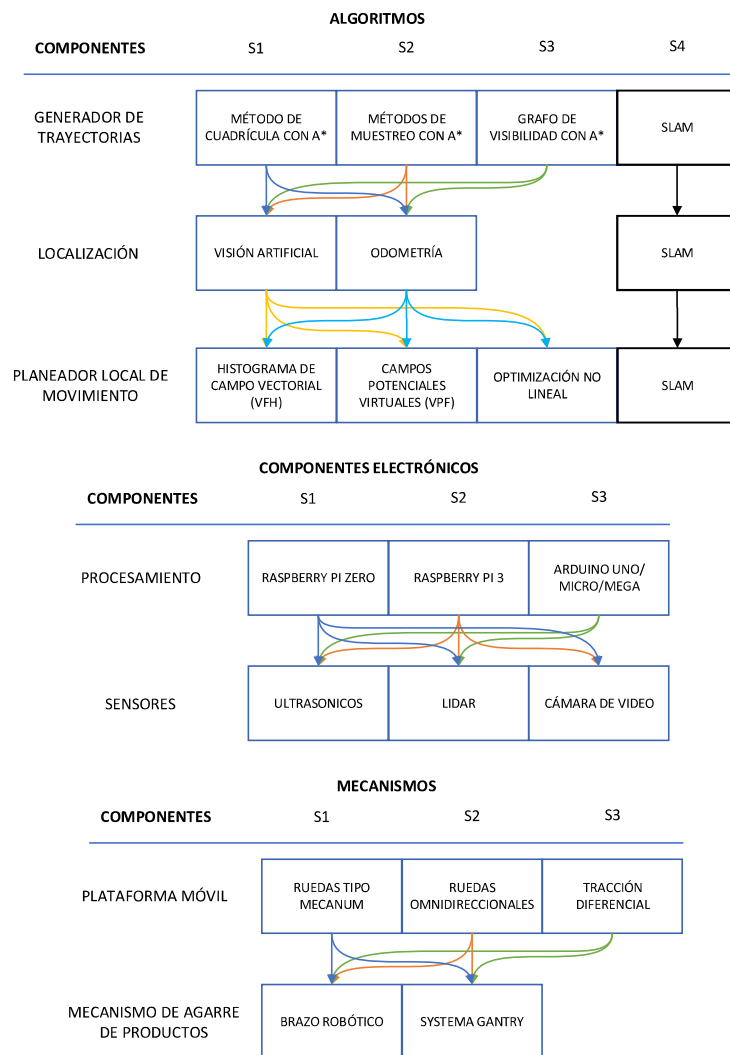 ALGORITMOS
COMPONENTES S1 S2 S3 S4
GENERADOR DE
TRAYECTORIAS
MÉTODO DE
CUADRÍCULA CON A*
MÉTODOS DE
MUESTREO CON A*
GRAFO DE
VISIBILIDAD CON A*
SLAM
LOCALIZACIÓN
VISIÓN ARTIFICIAL
ODOMETRÍA
SLAM
PLANEADOR LOCAL DE
MOVIMIENTO
HISTOGRAMA DE
CAMPO VECTORIAL
(VFH)
CAMPOS
POTENCIALES
VIRTUALES (VPF)
OPTIMIZACIÓN NO
LINEAL
SLAM
COMPONENTES ELECTRÓNICOS
COMPONENTES S1 S2 S3
PROCESAMIENTO
RASPBERRY PI ZERO
RASPBERRY PI 3
ARDUINO UNO/
MICRO/MEGA
SENSORES
ULTRASONICOS
LIDAR
CÁMARA DE VIDEO
MECANISMOS
COMPONENTES S1 S2 S3
PLATAFORMA MÓVIL
RUEDAS TIPO
MECANUM
RUEDAS
OMNIDIRECCIONALES
TRACCIÓN
DIFERENCIAL
MECANISMO DE AGARRE
DE PRODUCTOS
BRAZO ROBÓTICO
SYSTEMA GANTRY